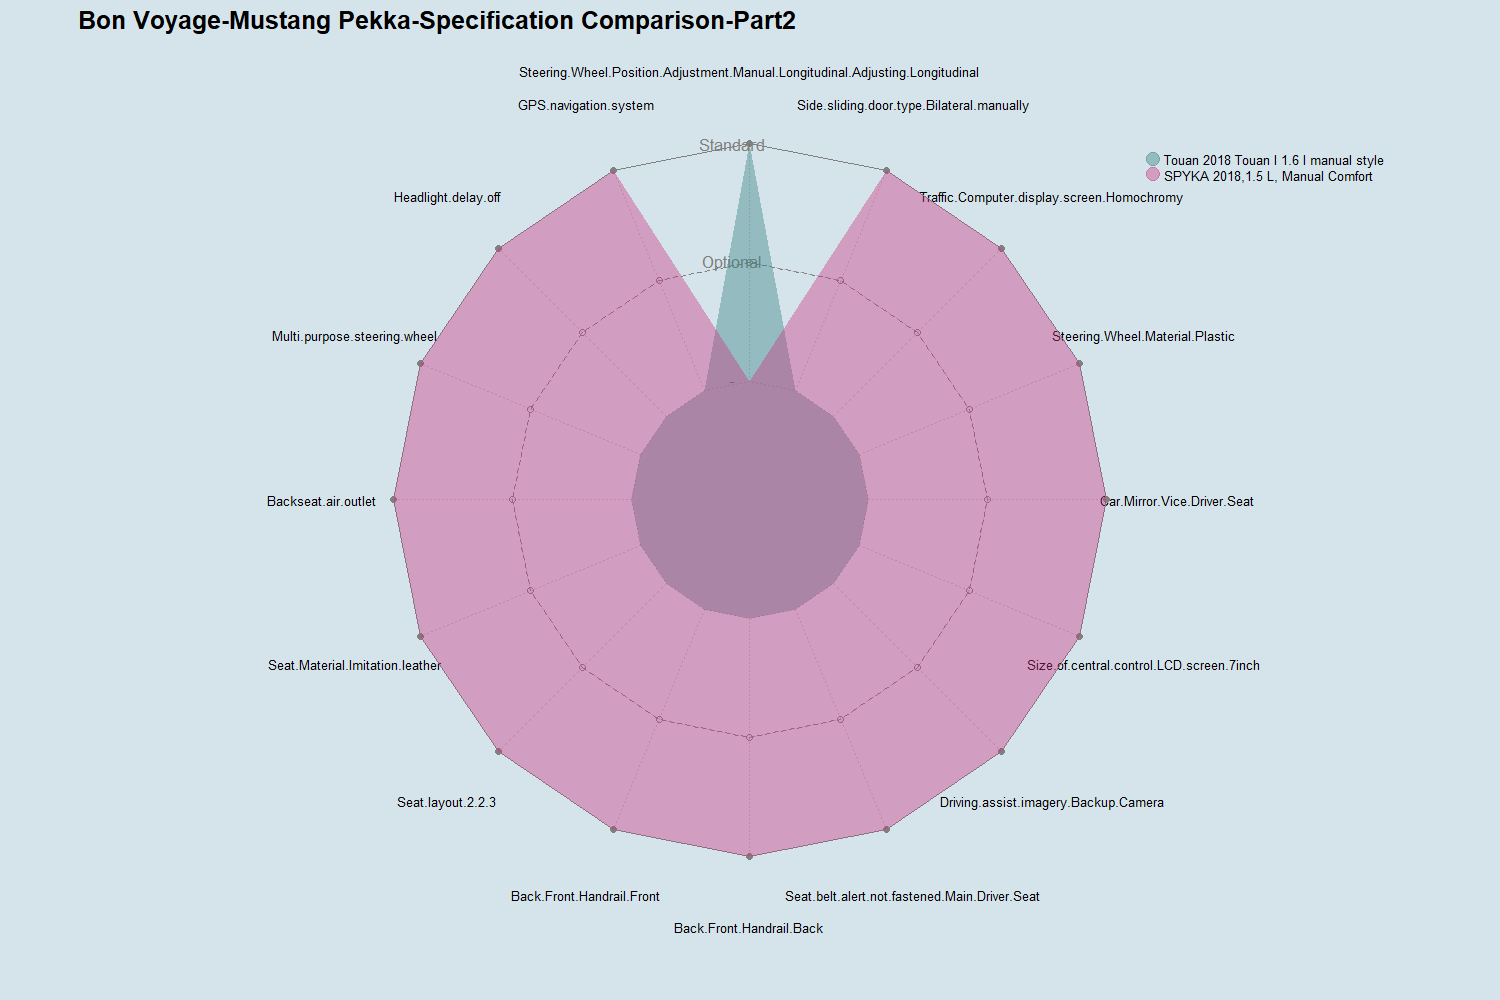 Bon Voyage-Mustang Pekka-Specification Comparison-Part2
Steering.Wheel.Position.Adjustment.Manual.Longitudinal.Adjusting.Longitudinal
GPS.navigation.system
Side.sliding.door.type.Bilateral.manually
Standard
Touan 2018 Touan I 1.6 l manual style
SPYKA 2018,1.5 L, Manual Comfort
Headlight.delay.off
Traffic.Computer.display.screen.Homochromy
Optional
Multi.purpose.steering.wheel
Steering.Wheel.Material.Plastic
-
Backseat.air.outlet
Car.Mirror.Vice.Driver.Seat
Seat.Material.Imitation.leather
Size.of.central.control.LCD.screen.7inch
Seat.layout.2.2.3
Driving.assist.imagery.Backup.Camera
Back.Front.Handrail.Front
Seat.belt.alert.not.fastened.Main.Driver.Seat
Back.Front.Handrail.Back